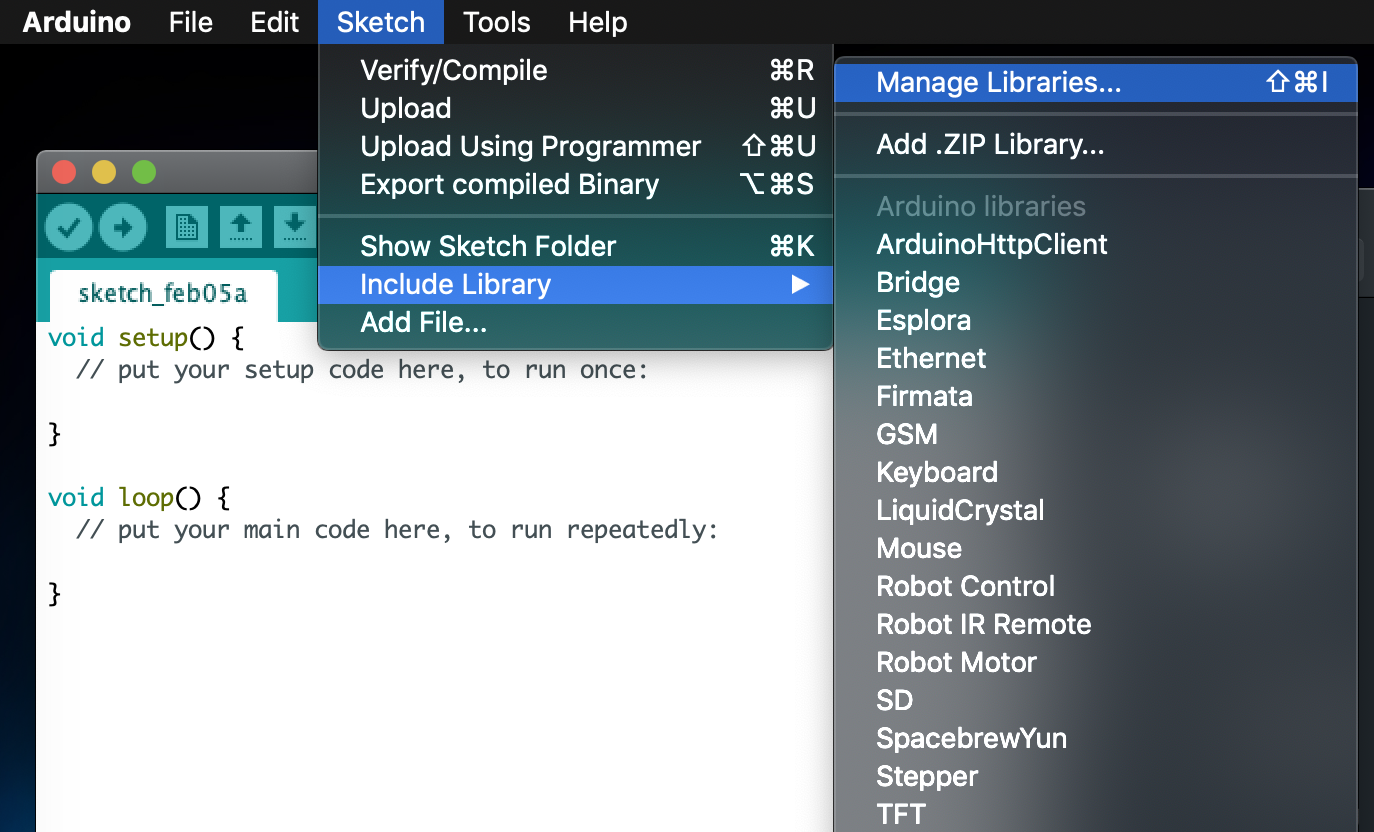 Arduino File Edit Sketch Tools Help
Verify/Compile ⌘R
Upload ⌘U
Upload Using Programmer ⇧⌘U
Export compiled Binary ⌥⌘S
Show Sketch Folder ⌘K
Include Library ▶
Add File...
Manage Libraries... ⇧⌘I
Add .ZIP Library...
Arduino libraries
ArduinoHttpClient
Bridge
Esplora
Ethernet
Firmata
GSM
Keyboard
LiquidCrystal
Mouse
Robot Control
Robot IR Remote
Robot Motor
SD
SpacebrewYun
Stepper
TFT
sketch_feb05a
void setup() {
// put your setup code here, to run once:
}
void loop() {
// put your main code here, to run repeatedly:
}